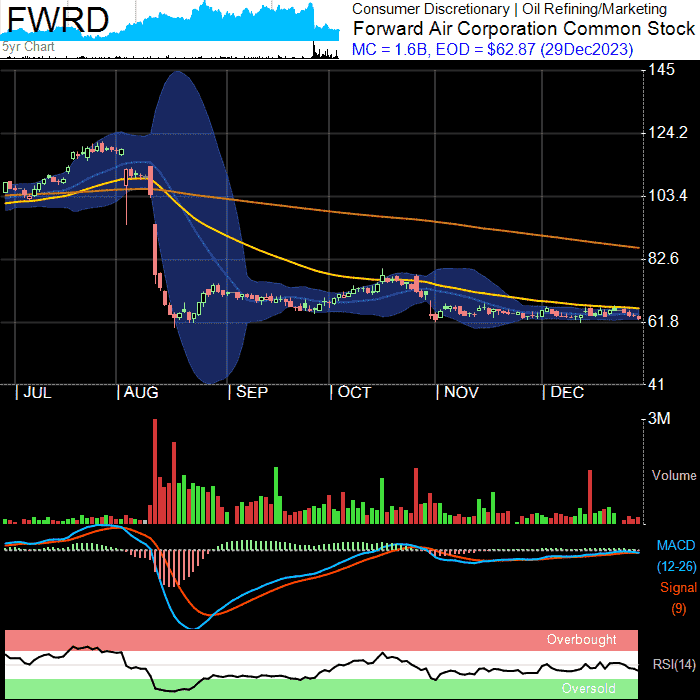 FWRD
5yr Chart
Consumer Discretionary | Oil Refining/Marketing
Forward Air Corporation Common Stock
MC = 1.6B, EOD = $62.87 (29Dec2023)
145
124.2
103.4
82.6
61.8
41
JUL
AUG
SEP
OCT
NOV
DEC
3M
Volume
MACD
(12-26)
Signal
(9)
Overbought
RSI(14)
Oversold